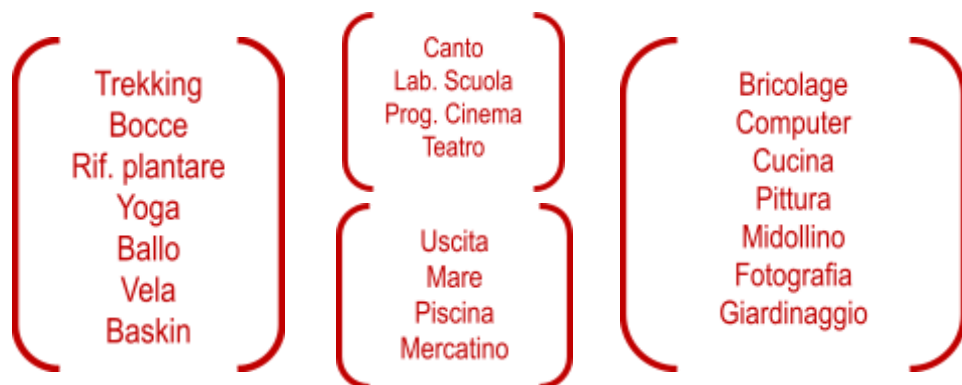 Trekking
Bocce
Rif. plantare
Yoga
Ballo
Vela
Baskin
Canto
Lab. Scuola
Prog. Cinema
Teatro
Uscita
Mare
Piscina
Mercatino
Bricolage
Computer
Cucina
Pittura
Midollino
Fotografia
Giardinaggio